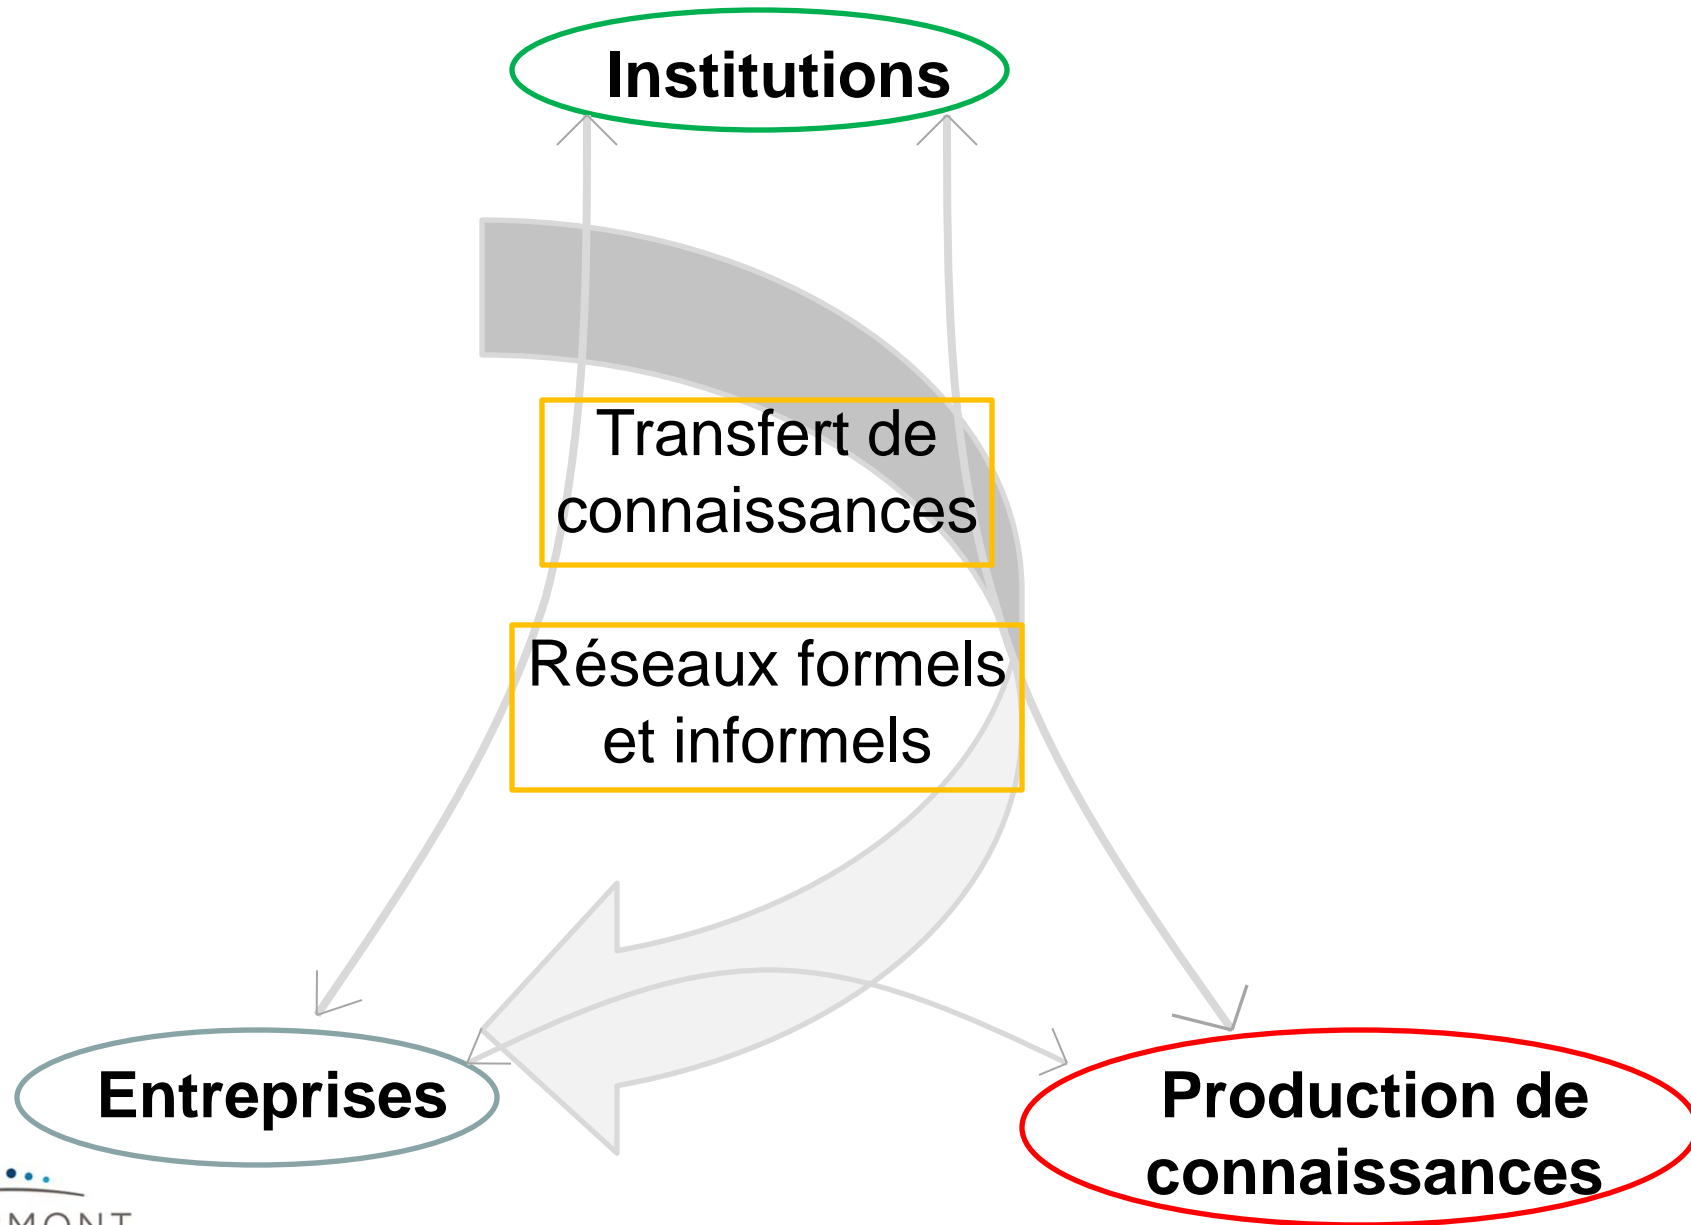 Institutions
Transfert de
connaissances
Réseaux formels
et informels
Entreprises
Production de
connaissances